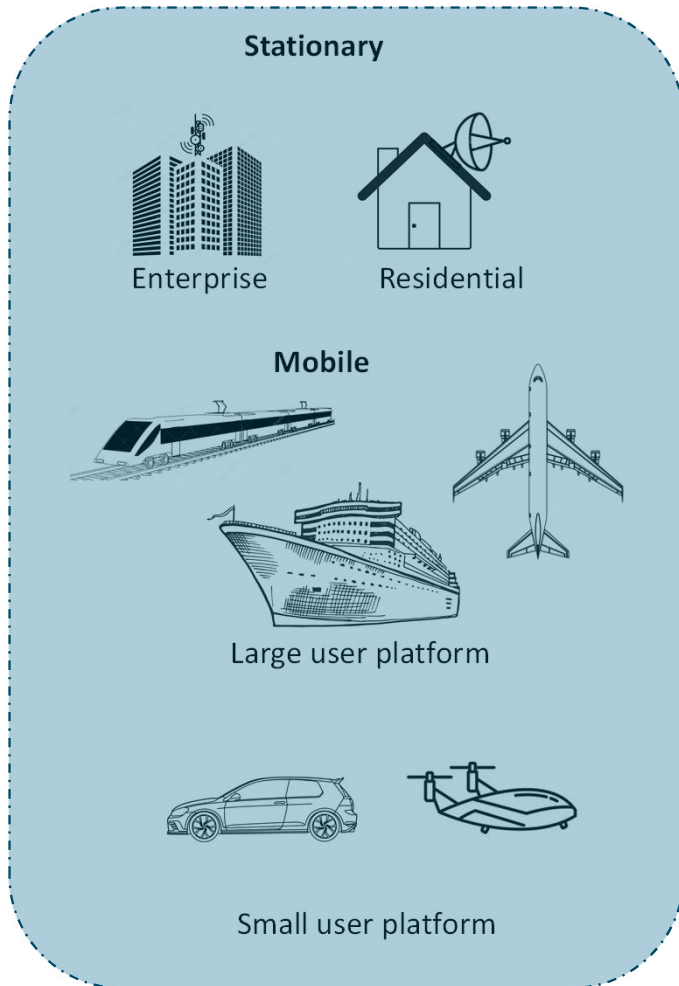 Stationary
Enterprise
Residential
Mobile
Large user platform
Small user platform